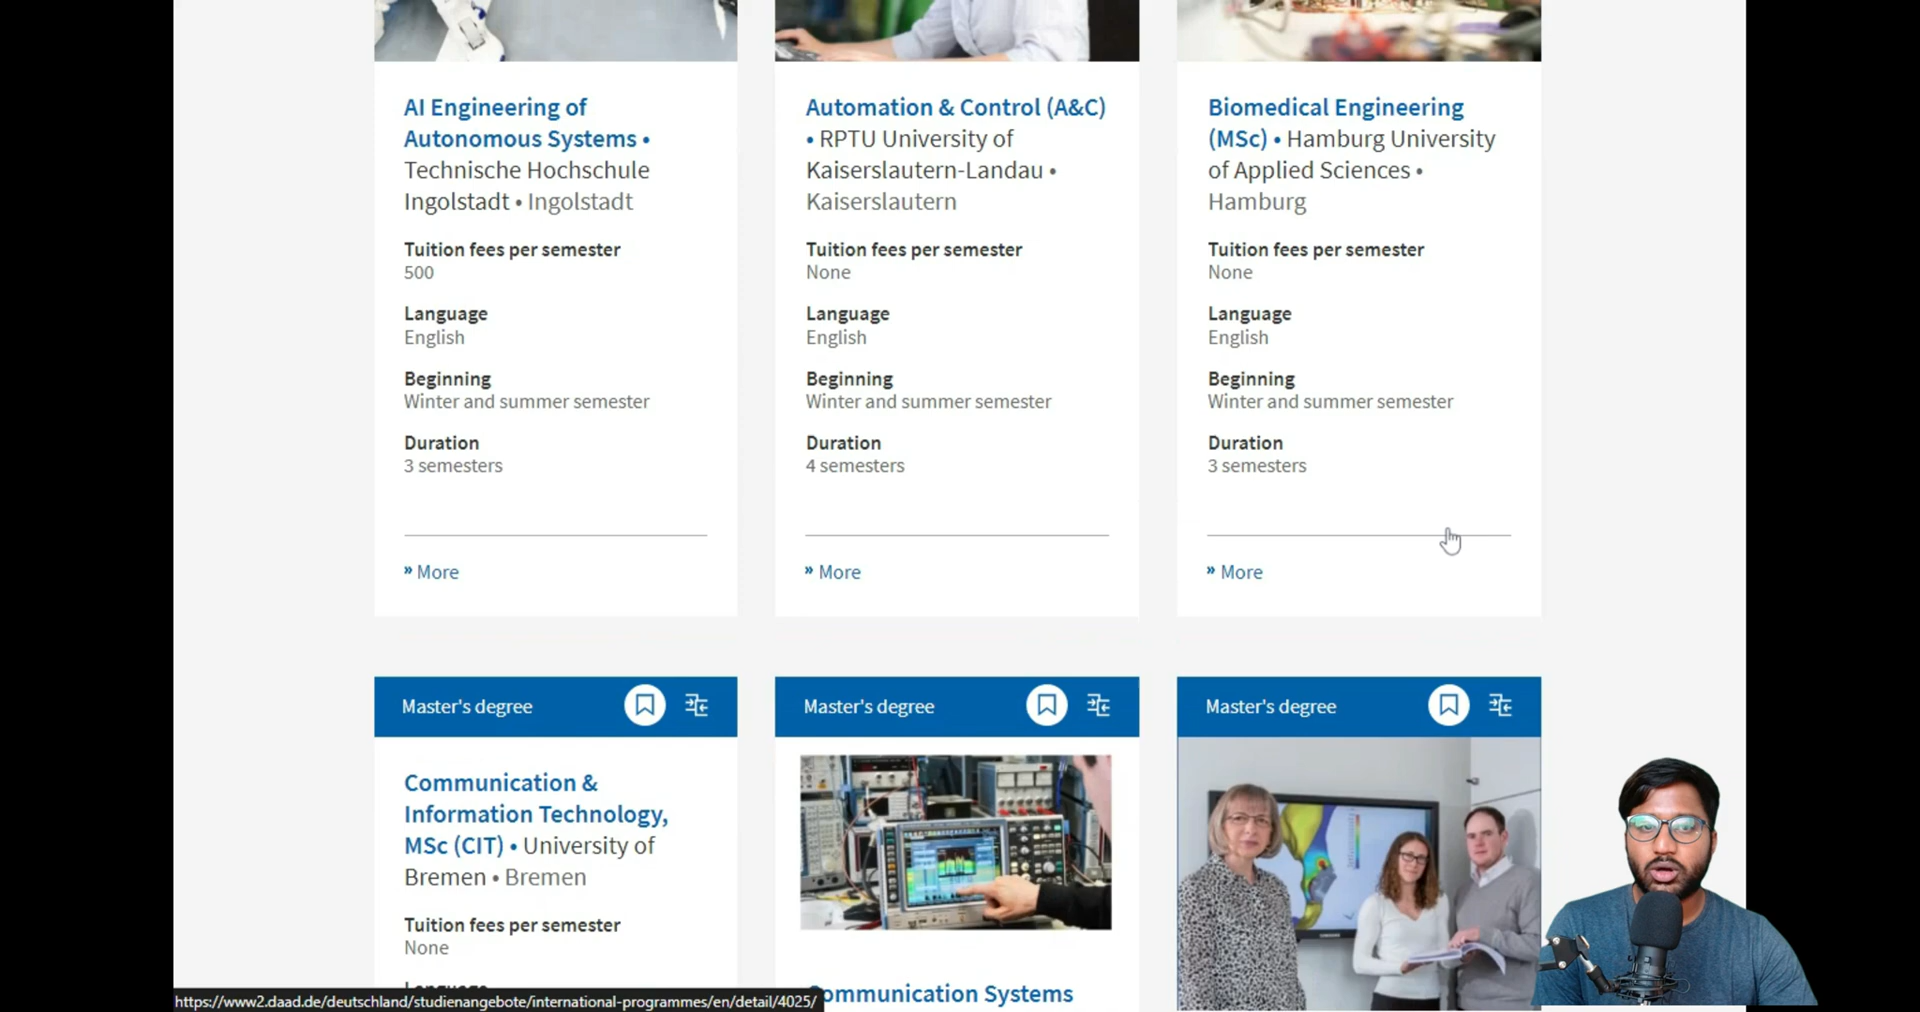 AI Engineering of
Autonomous Systems •
Technische Hochschule
Ingolstadt • Ingolstadt
Tuition fees per semester
500
Language
English
Beginning
Winter and summer semester
Duration
3 semesters
» More
Automation & Control (A&C)
• RPTU University of
Kaiserslautern-Landau •
Kaiserslautern
Tuition fees per semester
None
Language
English
Beginning
Winter and summer semester
Duration
4 semesters
» More
Biomedical Engineering
(MSc) • Hamburg University
of Applied Sciences •
Hamburg
Tuition fees per semester
None
Language
English
Beginning
Winter and summer semester
Duration
3 semesters
» More
Master's degree
Communication &
Information Technology,
MSc (CIT) • University of
Bremen • Bremen
Tuition fees per semester
None
Language
Master's degree
Communication Systems
Master's degree
https://www2.daad.de/deutschland/studienangebote/international-programmes/en/detail/4025/